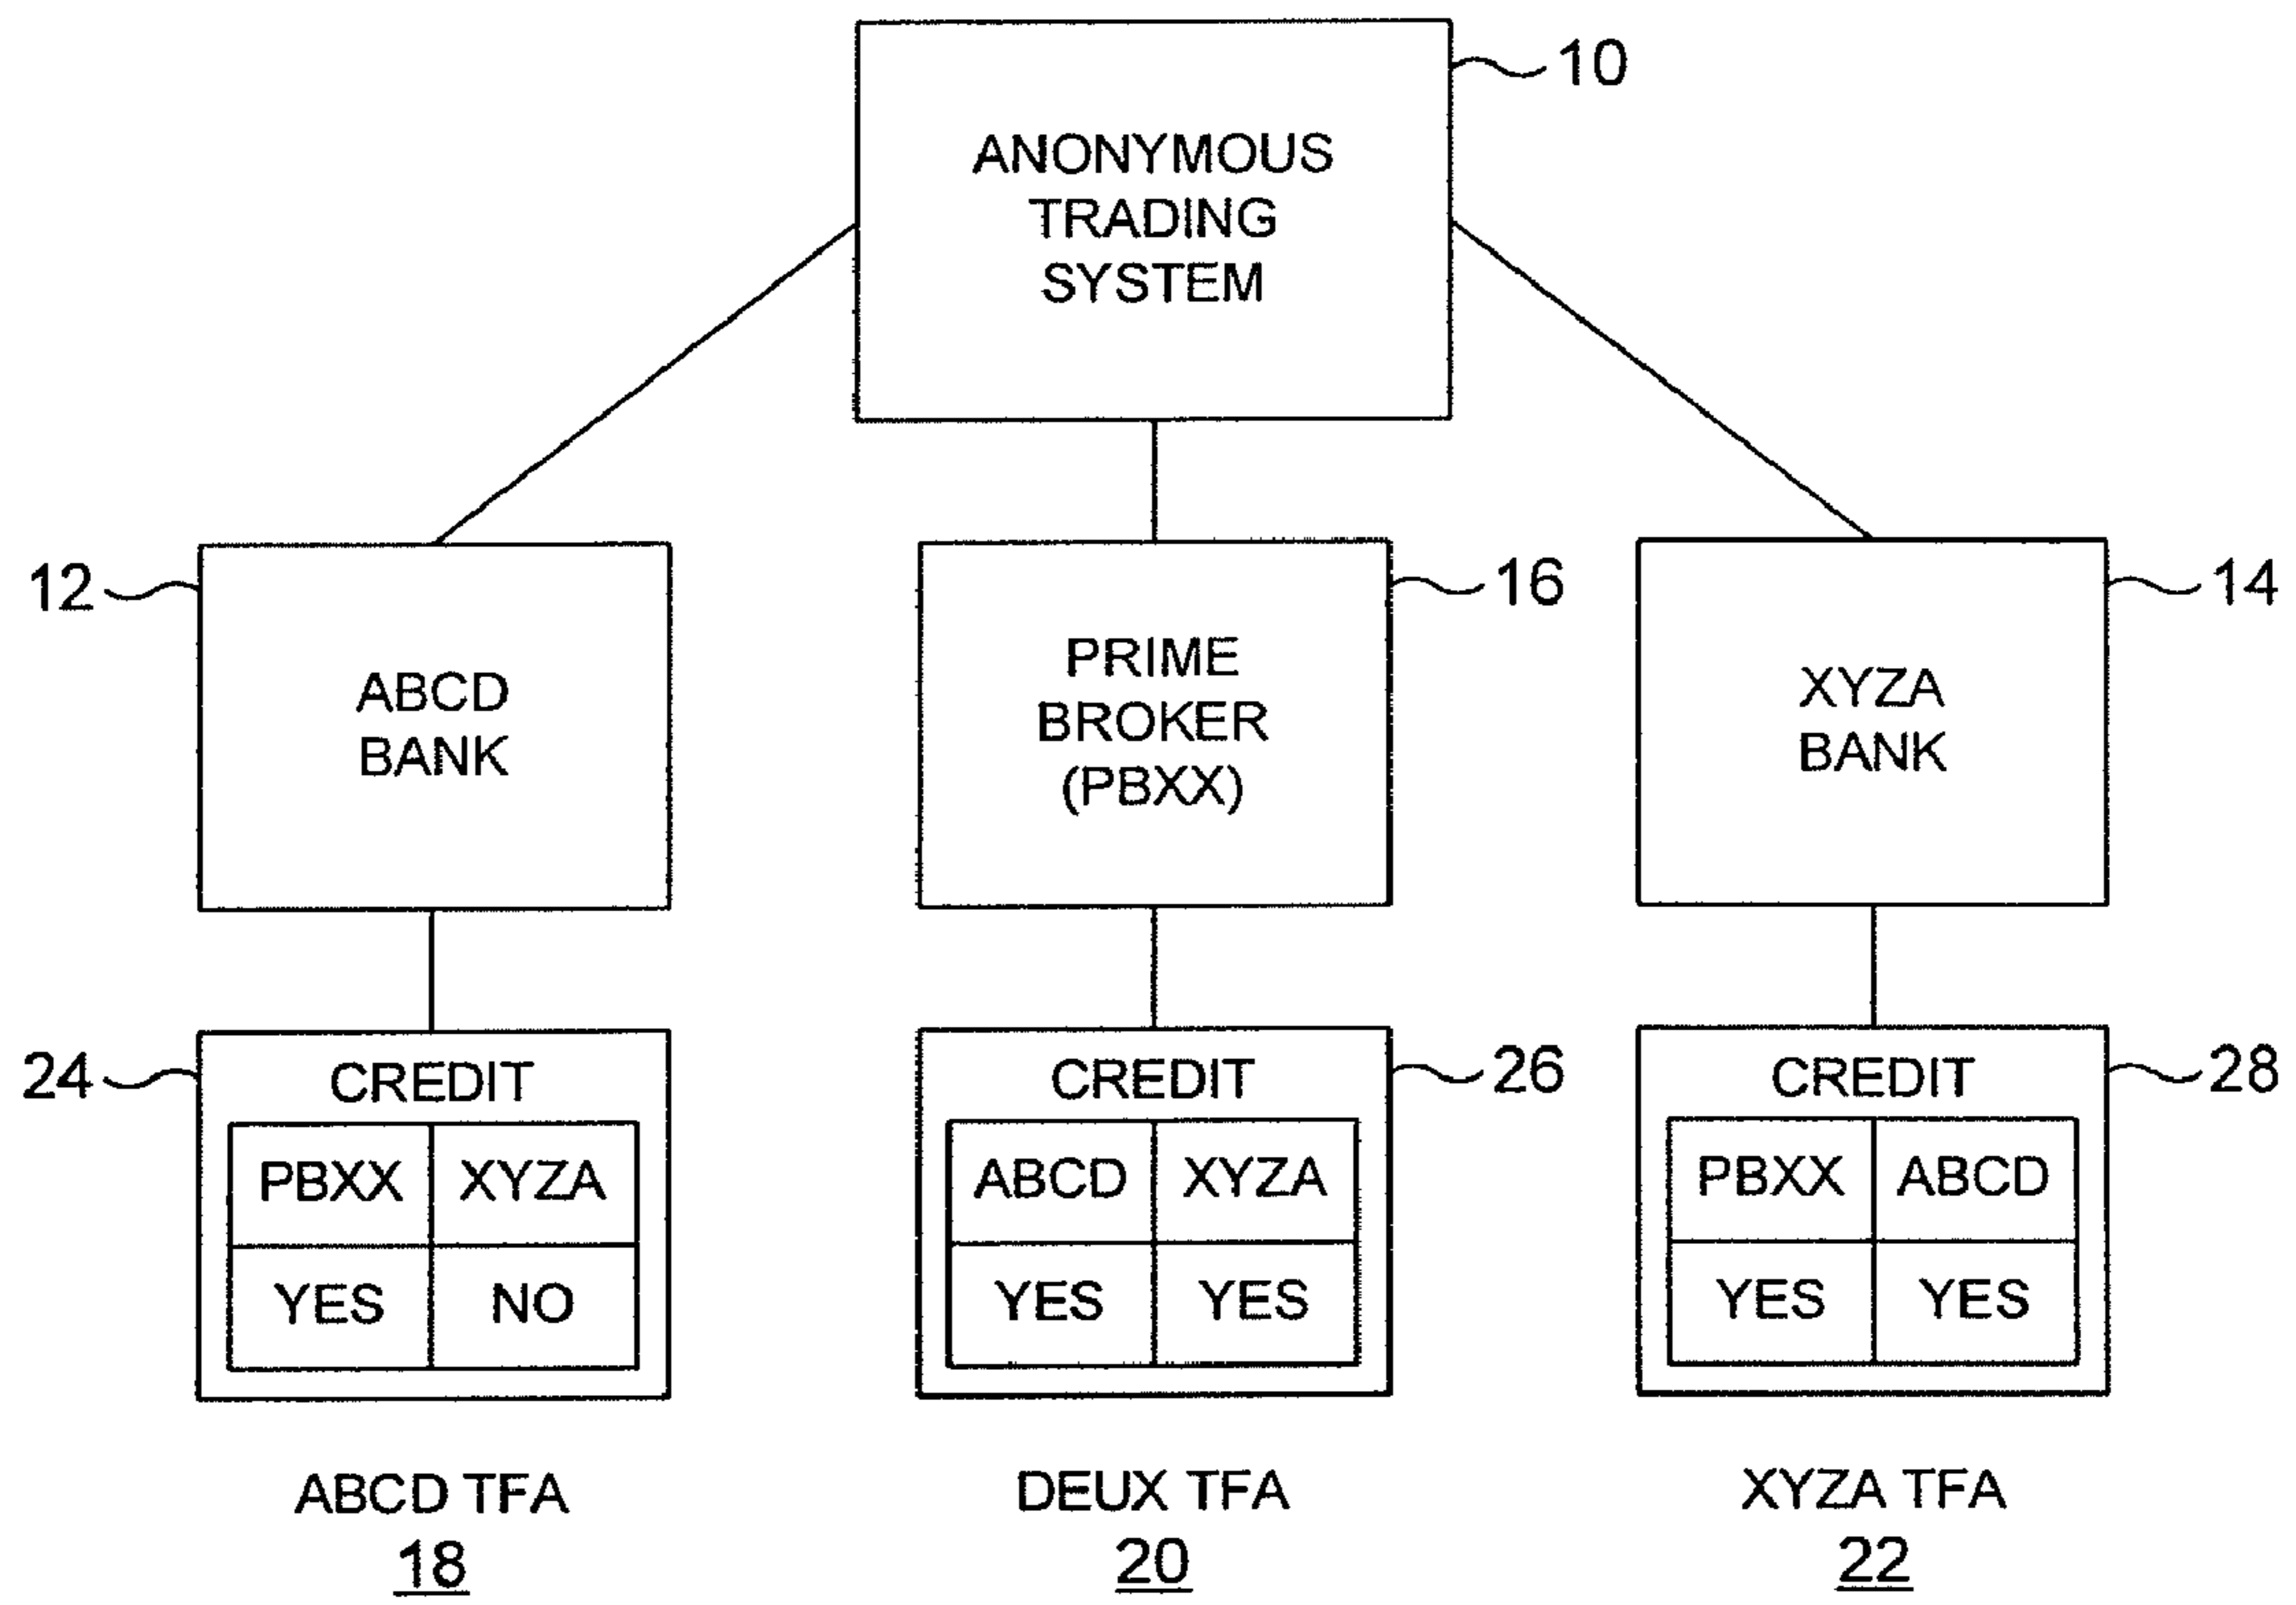 10
ANONYMOUS
TRADING
SYSTEM
12
ABCD
BANK
16
PRIME
BROKER
(PBXX)
14
XYZA
BANK
24
CREDIT
PBXX XYZA
YES NO
26
CREDIT
ABCD XYZA
YES YES
28
CREDIT
PBXX ABCD
YES YES
ABCD TFA
18
DEUX TFA
20
XYZA TFA
22